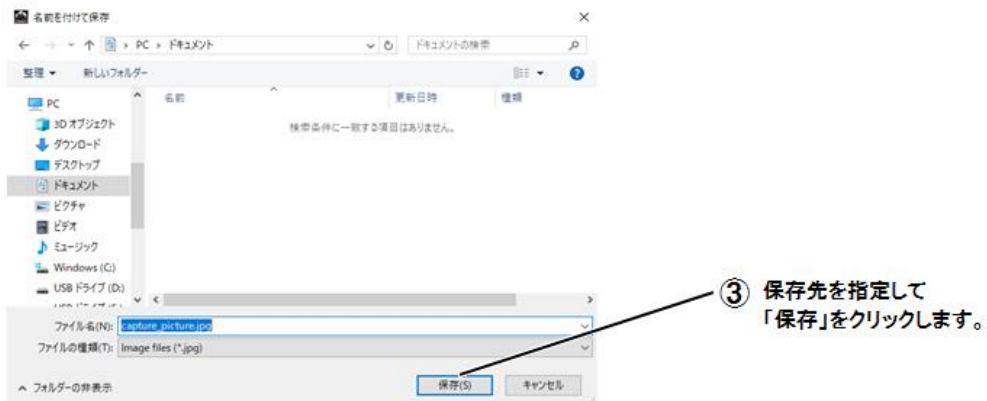 名前を付けて保存
PC › ドキュメント
ドキュメントの検索
整理
新しいフォルダー
名前
更新日時
種類
検索条件に一致する項目はありません。
PC
3D オブジェクト
ダウンロード
デスクトップ
ドキュメント
ピクチャ
ビデオ
ミュージック
Windows (C:)
USB ドライブ (D:)
ファイル名(N):
capture_picture.jpg
ファイルの種類(T):
Image files (*.jpg)
フォルダーの非表示
保存(S)
キャンセル
③ 保存先を指定して
「保存」をクリックします。